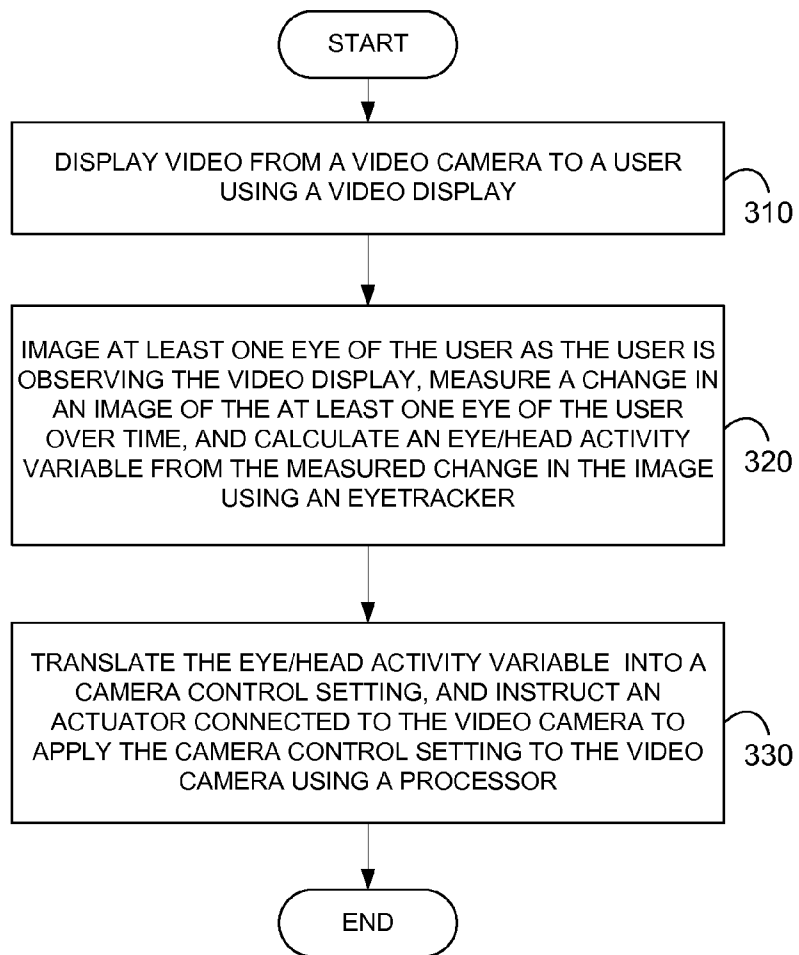 START
DISPLAY VIDEO FROM A VIDEO CAMERA TO A USER
USING A VIDEO DISPLAY
310
IMAGE AT LEAST ONE EYE OF THE USER AS THE USER IS
OBSERVING THE VIDEO DISPLAY, MEASURE A CHANGE IN
AN IMAGE OF THE AT LEAST ONE EYE OF THE USER
OVER TIME, AND CALCULATE AN EYE/HEAD ACTIVITY
VARIABLE FROM THE MEASURED CHANGE IN THE IMAGE
USING AN EYETRACKER
320
TRANSLATE THE EYE/HEAD ACTIVITY VARIABLE INTO A
CAMERA CONTROL SETTING, AND INSTRUCT AN
ACTUATOR CONNECTED TO THE VIDEO CAMERA TO
APPLY THE CAMERA CONTROL SETTING TO THE VIDEO
CAMERA USING A PROCESSOR
330
END